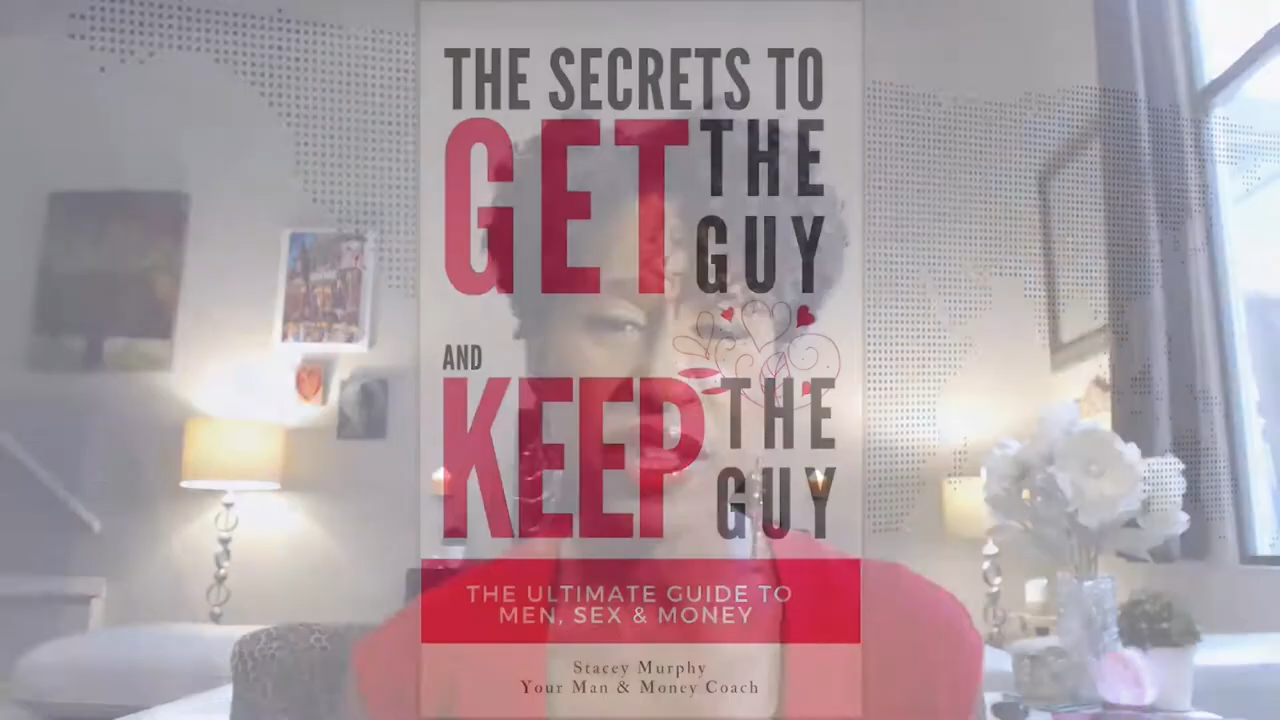 THE SECRETS TO
GET THE GUY
AND
KEEP THE GUY
THE ULTIMATE GUIDE TO
MEN, SEX & MONEY
Stacey Murphy
Your Man & Money Coach